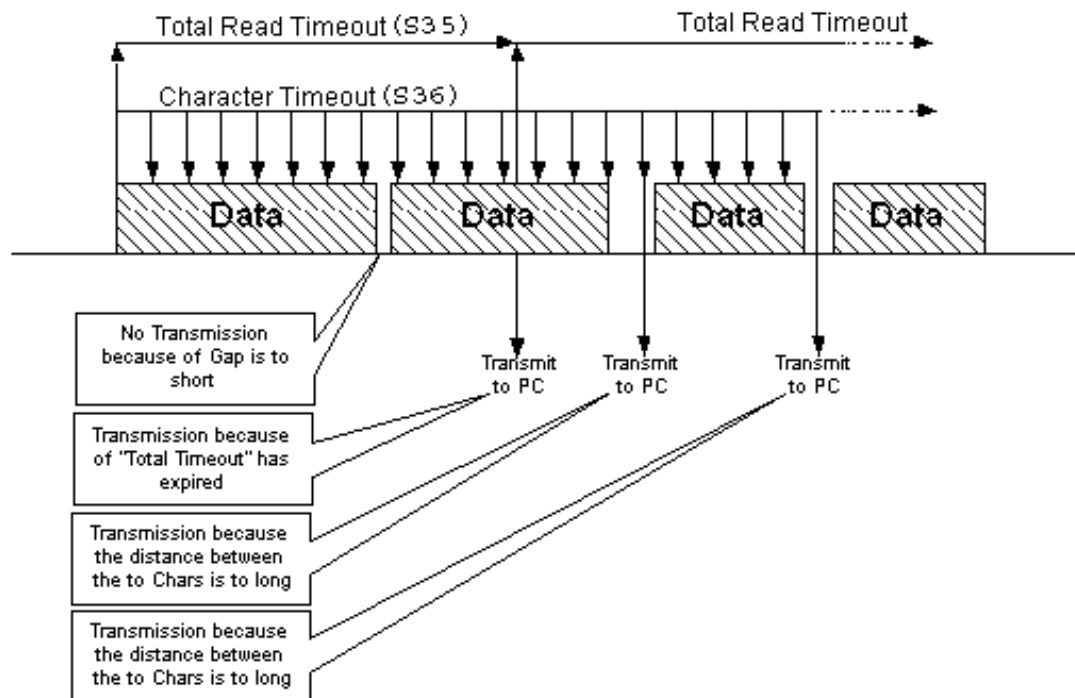 Total Read Timeout (S35)
Total Read Timeout
Character Timeout (S36)
Data
Data
Data
Data
No Transmission
because of Gap is to
short
Transmit
to PC
Transmit
to PC
Transmit
to PC
Transmission because
of "Total Timeout" has
expired
Transmission because
the distance between
the to Chars is to long
Transmission because
the distance between
the to Chars is to long